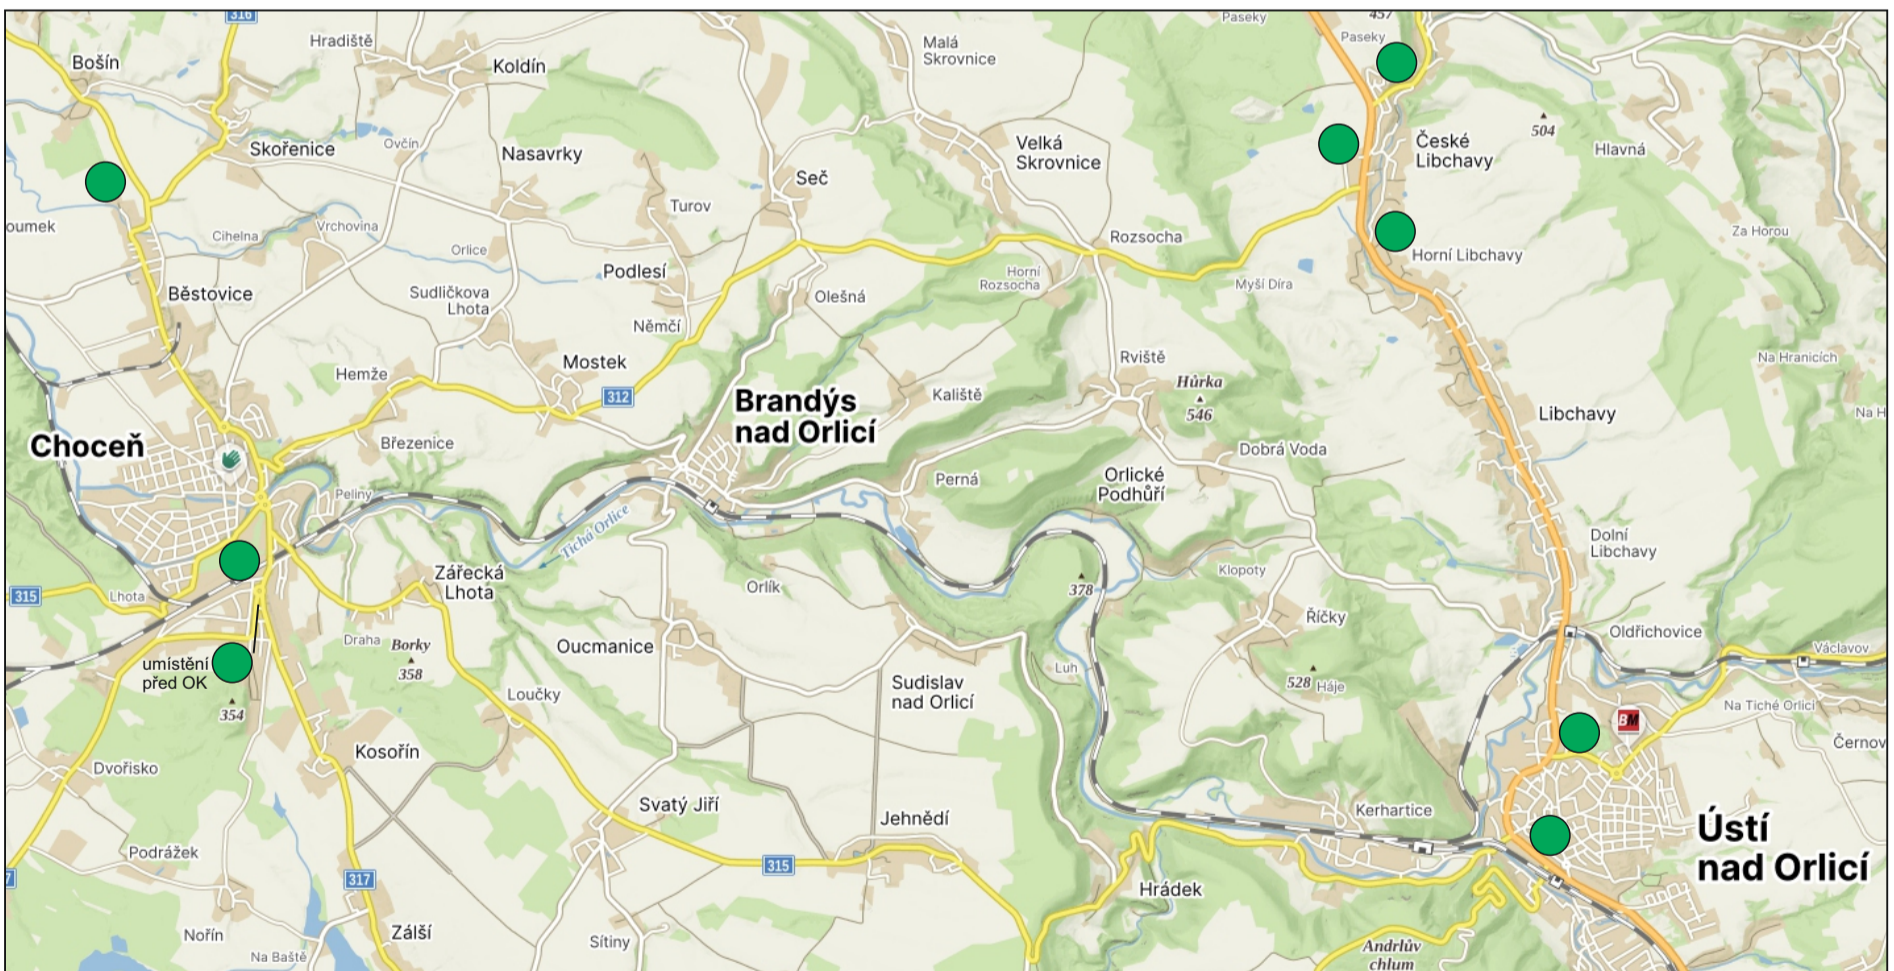 316
Hradiště
Koldín
Bošín
Malá
Skrovnice
Paseky
457
Paseky
504
Hlavná
České
Libchavy
Skořenice
Ovčín
Nasavrky
Velká
Skrovnice
Seč
Turov
oumek
Cihelna
Vrchovina
Orlice
Rozsocha
Za Horou
Horní Libchavy
Podlesí
Horní
Rozsocha
Myší Díra
Běstovice
Sudličkova
Lhota
Olešná
Němčí
Rviště
Na Hranicích
Hemže
Mostek
312
Hůrka
546
Kaliště
Brandýs
nad Orlicí
Libchavy
Na H
Choceň
Březenice
Dobrá Voda
Perná
Orlické
Podhůří
Peliny
Tichá Orlice
Dolní
Libchavy
Zářecká
Lhota
Orlík
378
Klopoty
315
Lhota
Říčky
Oldřichovice
Draha
Borky
358
Oucmanice
Václavov
umístění
před OK
Luh
528
Háje
Sudislav
nad Orlicí
Loučky
354
Na Tiché Orlici
BM
Kosořín
Černov
Dvořisko
Svatý Jiří
Jehnědí
Kerhartice
Ústí
nad Orlicí
Podrážek
315
7
317
Hrádek
Zálší
Nořín
Sítiny
Na Baště
Andrlův
chlum